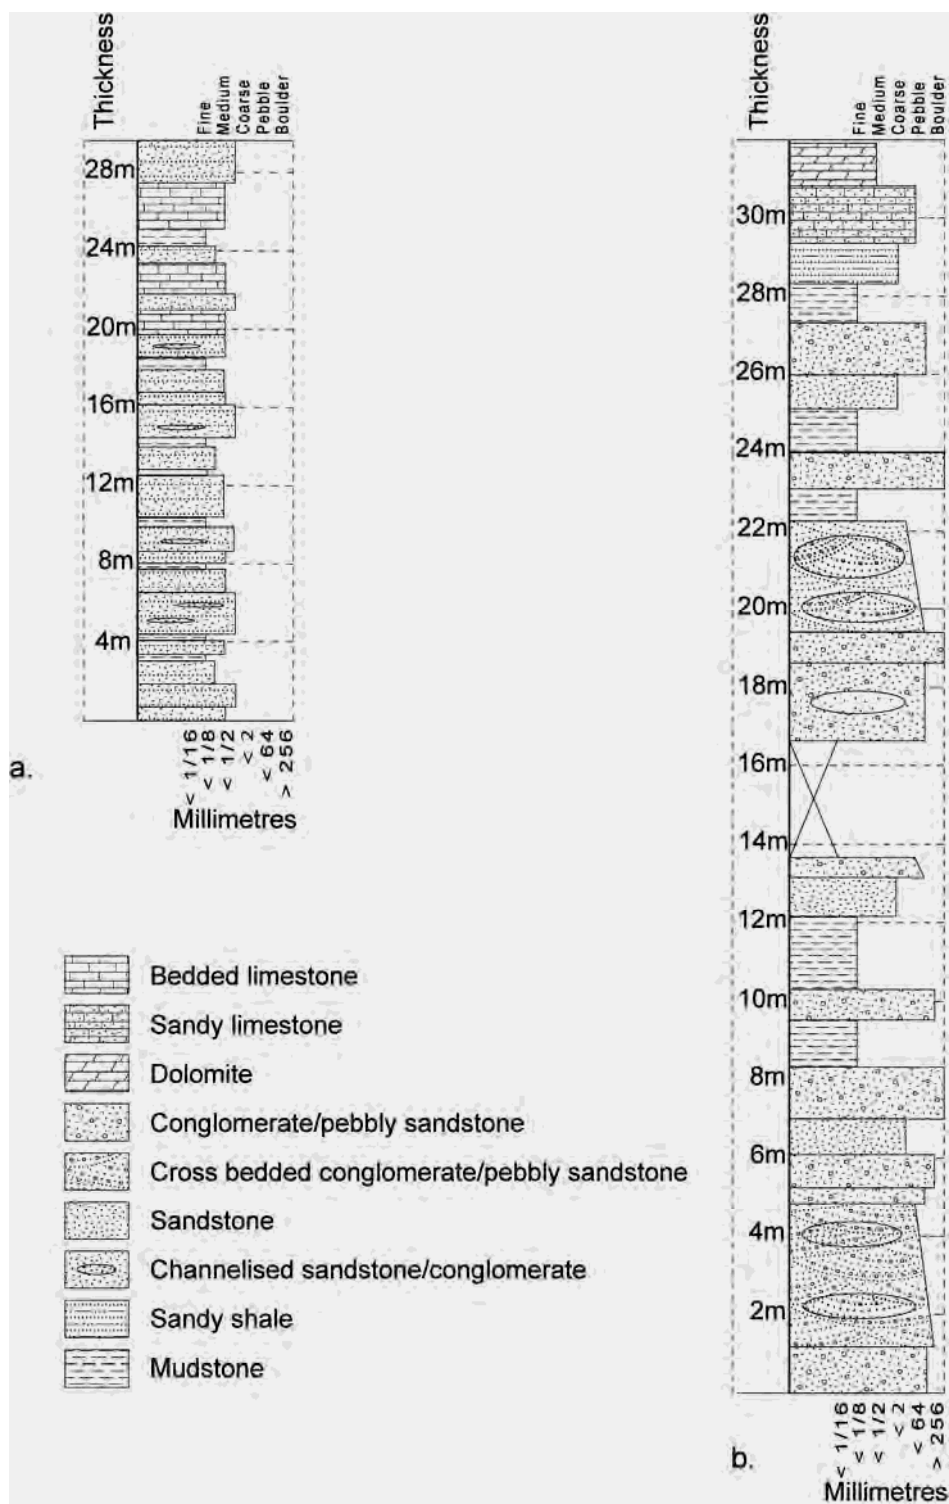 Thickness
Fine
Medium
Coarse
Pebble
Boulder
28m
24m
20m
16m
12m
8m
4m
< 1/16
< 1/8
< 1/2
< 2
< 64
> 256
Millimetres
a.
Bedded limestone
Sandy limestone
Dolomite
Conglomerate/pebbly sandstone
Cross bedded conglomerate/pebbly sandstone
Sandstone
Channelised sandstone/conglomerate
Sandy shale
Mudstone
Thickness
Fine
Medium
Coarse
Pebble
Boulder
30m
28m
26m
24m
22m
20m
18m
16m
14m
12m
10m
8m
6m
4m
2m
< 1/16
< 1/8
< 1/2
< 2
< 64
> 256
Millimetres
b.